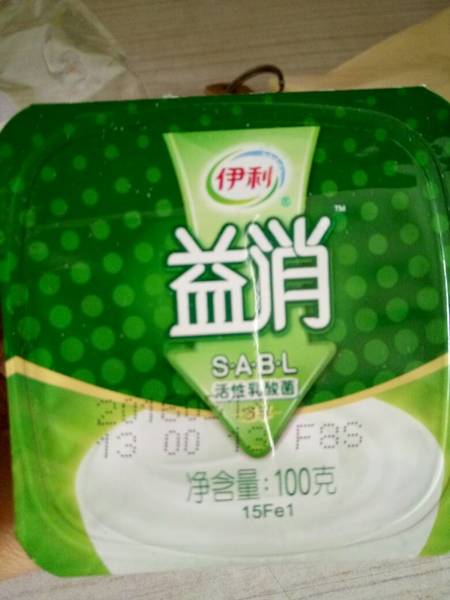 伊利
®
益消
™
S·A·B·L
活性乳酸菌
13 00 13 F8S
净含量：100克
15Fe1